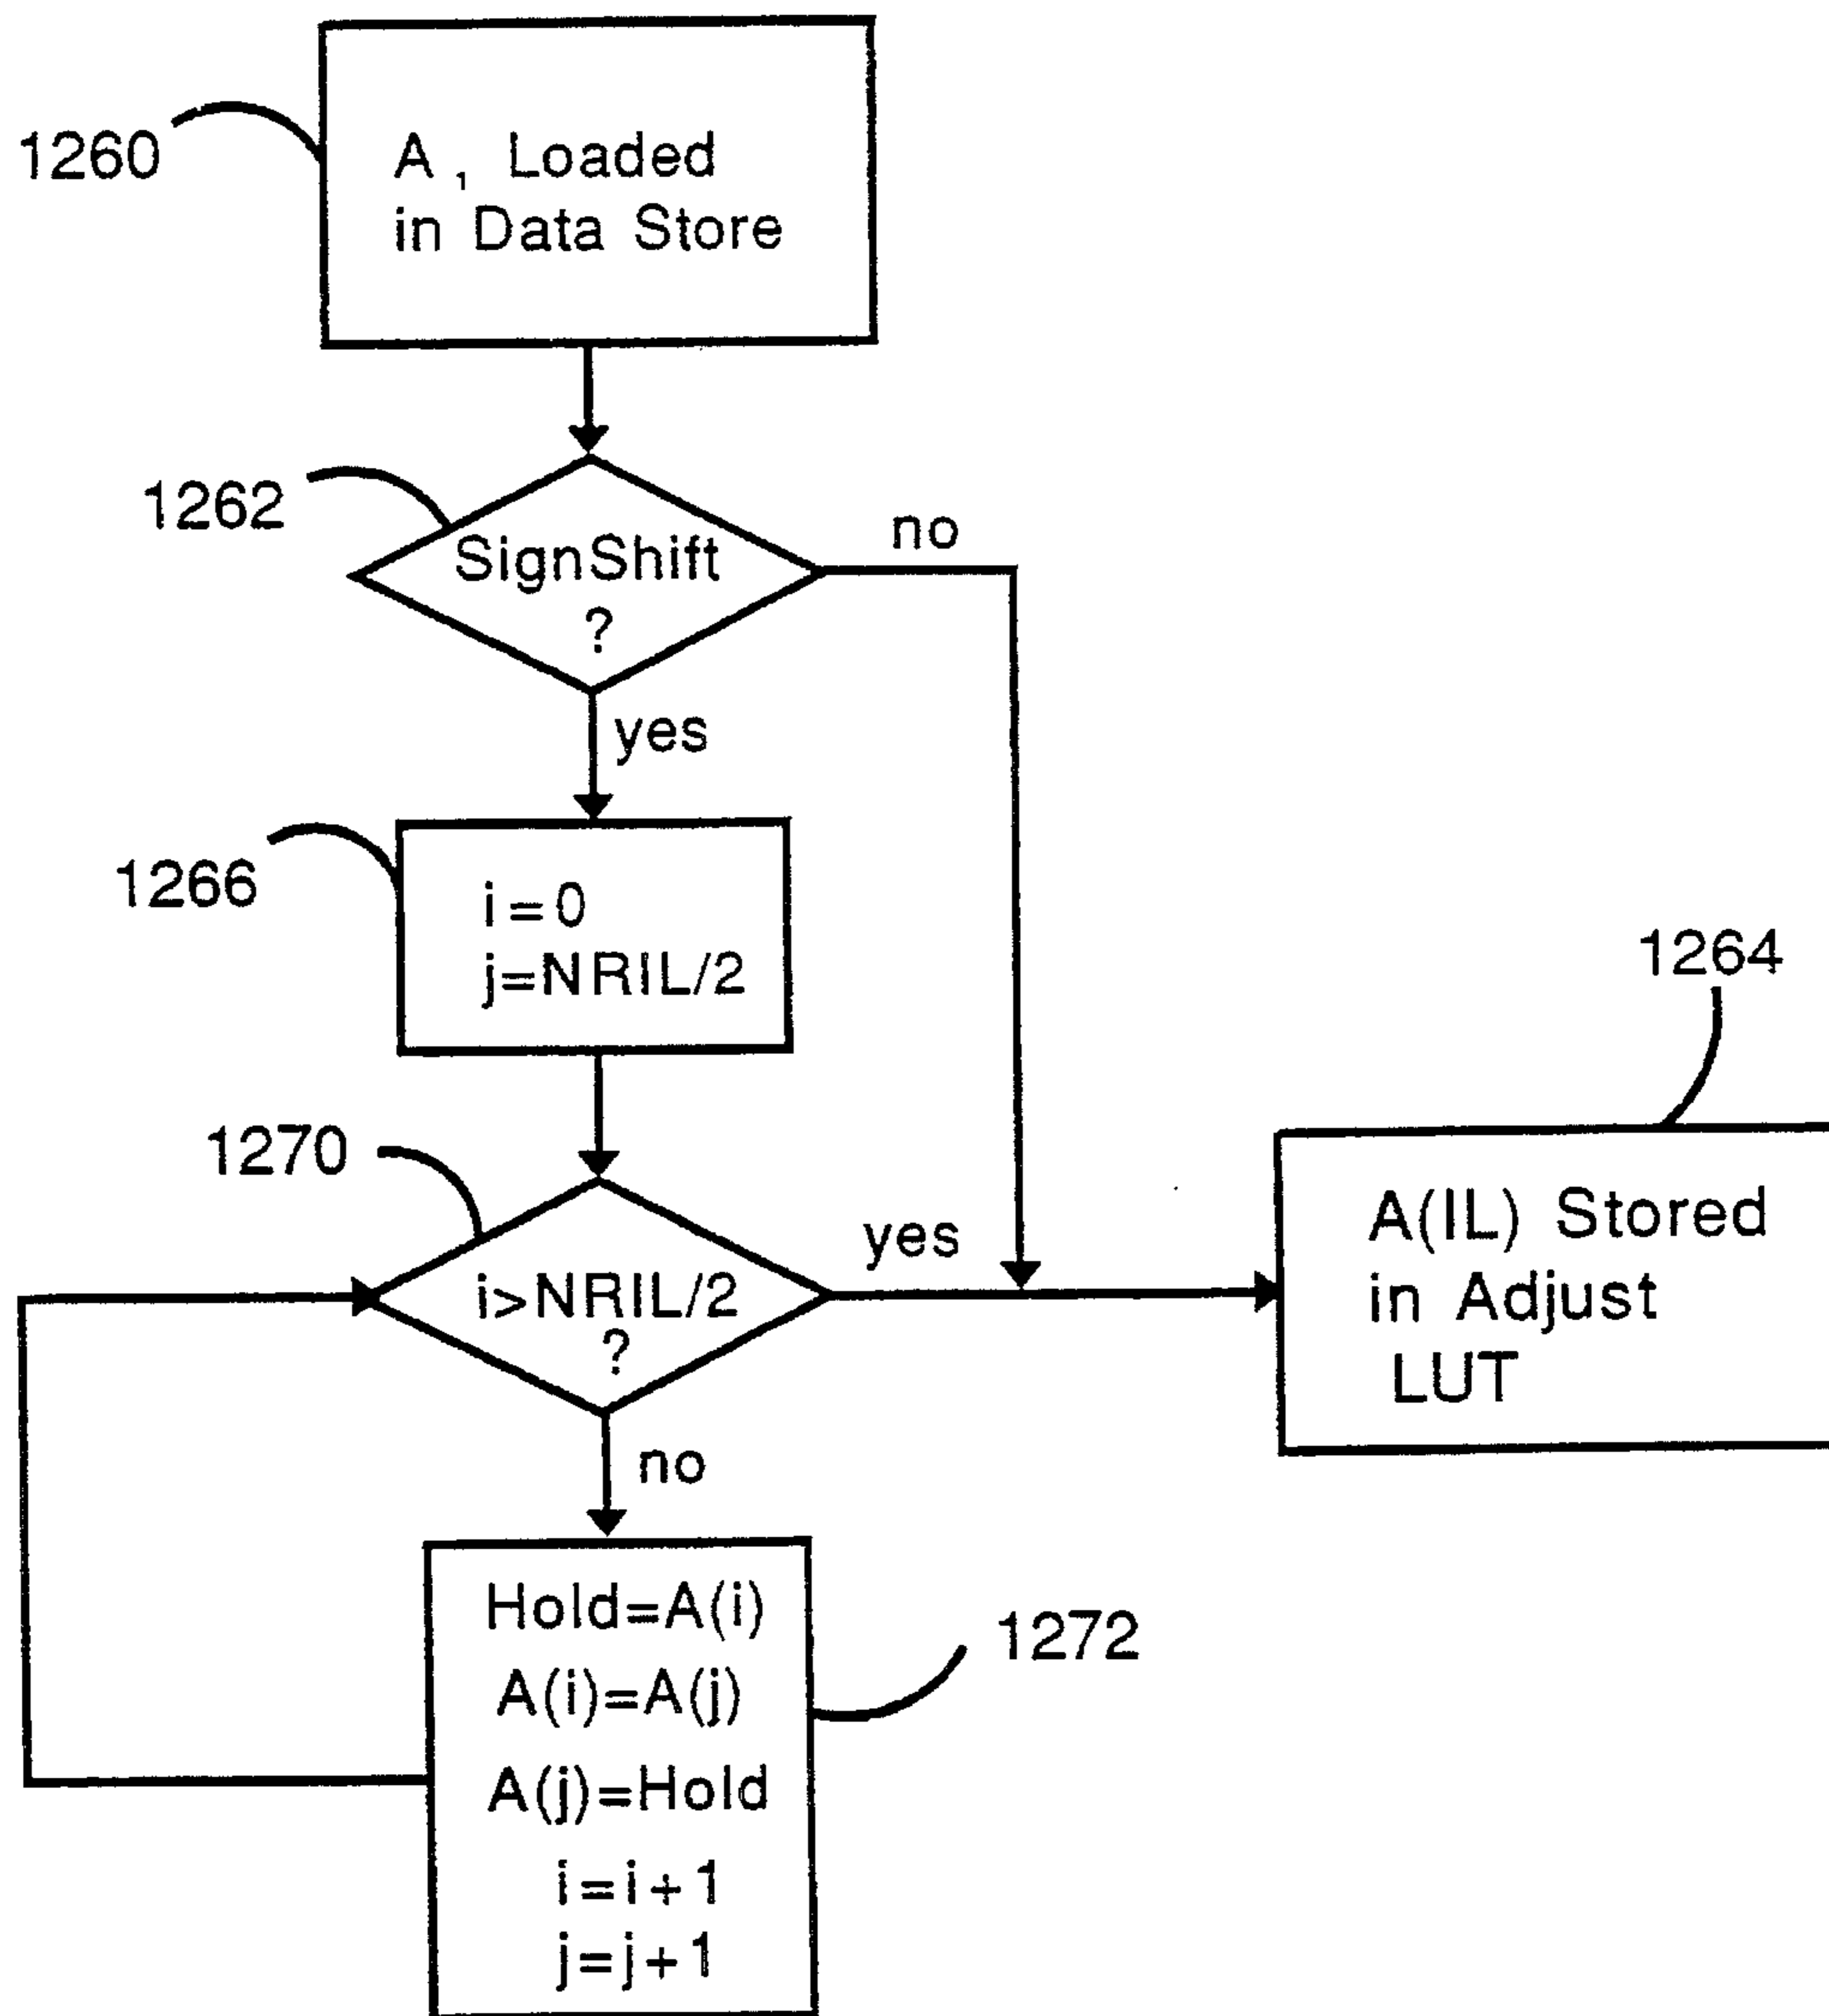 1260
A , Loaded
in Data Store
1262
SignShift
?
no
yes
1266
i=0
j=NRIL/2
1264
1270
i>NRIL/2
?
yes
A(IL) Stored
in Adjust
LUT
no
Hold=A(i)
A(i)=A(j)
A(j)=Hold
i=i+1
j=j+1
1272